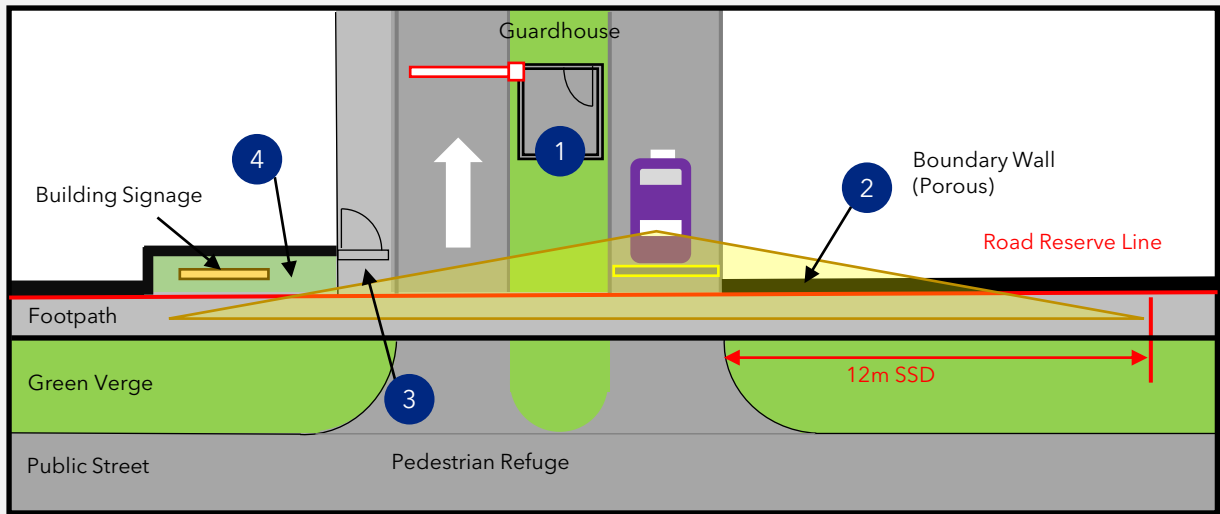 Guardhouse
1
4
2
Boundary Wall
(Porous)
Building Signage
Road Reserve Line
Footpath
Green Verge
12m SSD
3
Public Street
Pedestrian Refuge